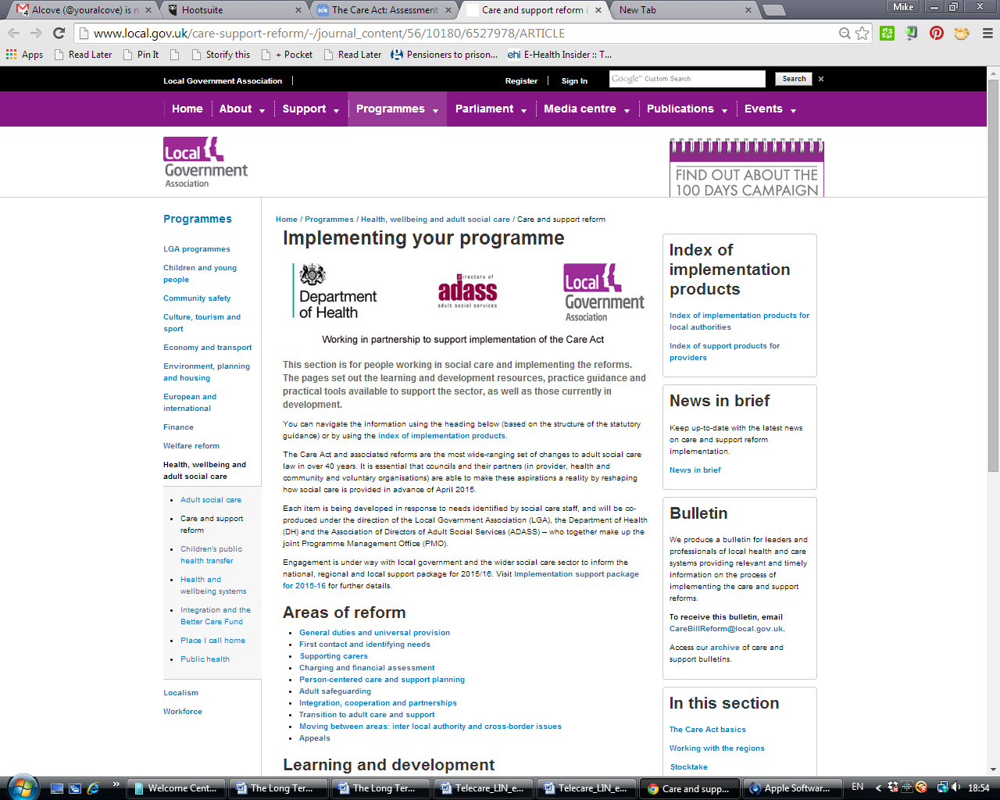 Alcove (@youralcove) is n
Hootsuite
The Care Act: Assessment
Care and support reform i
New Tab
Mike
www.local.gov.uk/care-support-reform/-/journal_content/56/10180/6527978/ARTICLE
Apps
Read Later
Pin It
Storify this
+ Pocket
Read Later
Pensioners to prison...
ehi E-Health Insider :: T...
Local Government Association
Register
Sign In
Google™ Custom Search
Search
Home
About
Support
Programmes
Parliament
Media centre
Publications
Events
Local
Government
Association
FIND OUT ABOUT THE
100 DAYS CAMPAIGN
Programmes
LGA programmes
Children and young
people
Community safety
Culture, tourism and
sport
Economy and transport
Environment, planning
and housing
European and
international
Finance
Welfare reform
Health, wellbeing and
adult social care
Adult social care
Care and support
reform
Children's public
health transfer
Health and
wellbeing systems
Integration and the
Better Care Fund
Place I call home
Public health
Localism
Workforce
Home / Programmes / Health, wellbeing and adult social care / Care and support reform
Implementing your programme
Department
of Health
directors of
adass
adult social services
Local
Government
Association
Working in partnership to support implementation of the Care Act
This section is for people working in social care and implementing the reforms.
The pages set out the learning and development resources, practice guidance and
practical tools available to support the sector, as well as those currently in
development.
You can navigate the information using the heading below (based on the structure of the statutory
guidance) or by using the index of implementation products.
The Care Act and associated reforms are the most wide-ranging set of changes to adult social care
law in over 40 years. It is essential that councils and their partners (in provider, health and
community and voluntary organisations) are able to make these aspirations a reality by reshaping
how social care is provided in advance of April 2015.
Each item is being developed in response to needs identified by social care staff, and will be co-
produced under the direction of the Local Government Association (LGA), the Department of Health
(DH) and the Association of Directors of Adult Social Services (ADASS) – who together make up the
joint Programme Management Office (PMO).
Engagement is under way with local government and the wider social care sector to inform the
national, regional and local support package for 2015/16. Visit Implementation support package
for 2015-16 for further details.
Areas of reform
General duties and universal provision
First contact and identifying needs
Supporting carers
Charging and financial assessment
Person-centered care and support planning
Adult safeguarding
Integration, cooperation and partnerships
Transition to adult care and support
Moving between areas: inter local authority and cross-border issues
Appeals
Learning and development
Index of
implementation
products
Index of implementation products for
local authorities
Index of support products for
providers
News in brief
Keep up-to-date with the latest news
on care and support reform
implementation.
News in brief
Bulletin
We produce a bulletin for leaders and
professionals of local health and care
systems providing relevant and timely
information on the process of
implementing the care and support
reforms.
To receive this bulletin, email
CareBillReform@local.gov.uk.
Access our archive of care and
support bulletins.
In this section
The Care Act basics
Working with the regions
Stocktake
Welcome Cent...
The Long Ter...
The Long Ter...
Telecare_LIN_e...
Telecare_LIN_e...
Care and supp...
Apple Softwar...
EN
18:54